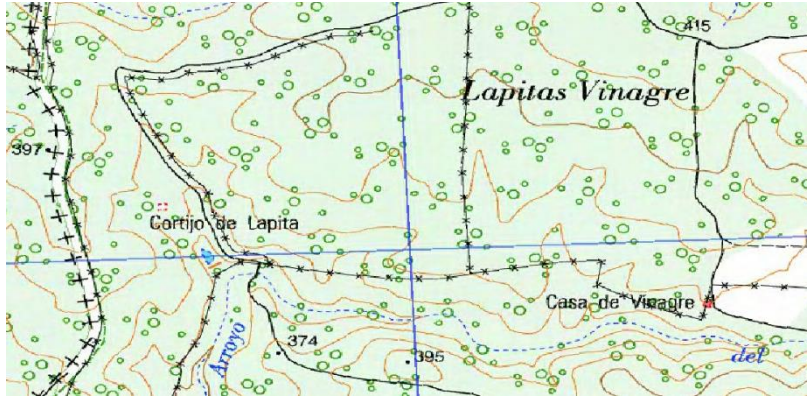 415
Lapitas Vinagre
397
Cortijo de Lapita
Casa de Vinagre
374
395
Arroyo
del